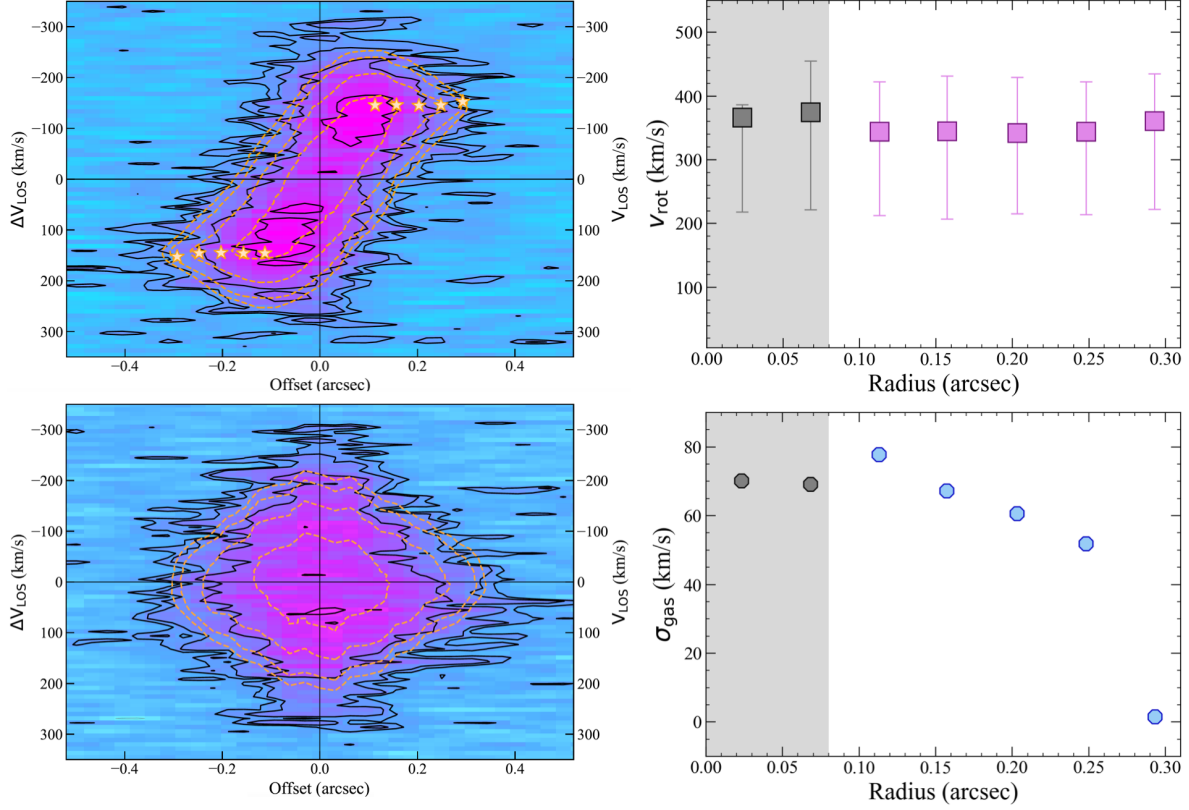 −300 −200 −100 0 100 200 300
ΔV_LOS (km/s)
−0.4 −0.2 0.0 0.2 0.4
Offset (arcsec)
−300 −200 −100 0 100 200 300
V_LOS (km/s)
500 400 300 200 100
v_rot (km/s)
0.00 0.05 0.10 0.15 0.20 0.25 0.30
Radius (arcsec)
−300 −200 −100 0 100 200 300
ΔV_LOS (km/s)
−0.4 −0.2 0.0 0.2 0.4
Offset (arcsec)
−300 −200 −100 0 100 200 300
V_LOS (km/s)
80 60 40 20 0
σ_gas (km/s)
0.00 0.05 0.10 0.15 0.20 0.25 0.30
Radius (arcsec)